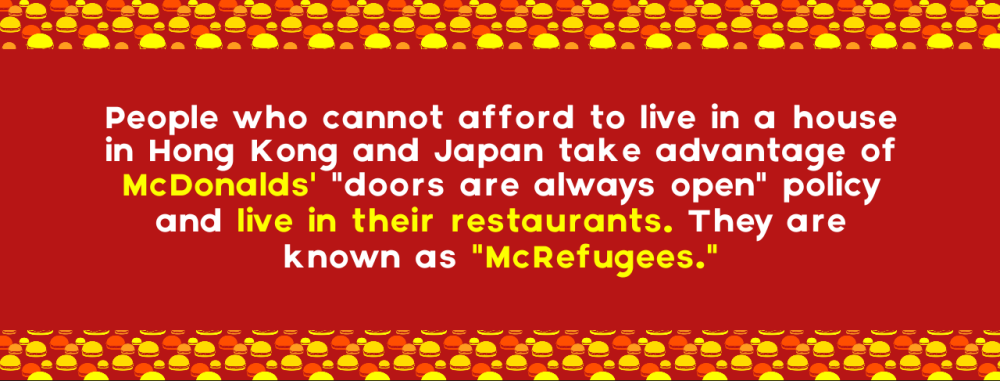 People who cannot afford to live in a house
in Hong Kong and Japan take advantage of
McDonalds' "doors are always open" policy
and live in their restaurants. They are
known as "McRefugees."